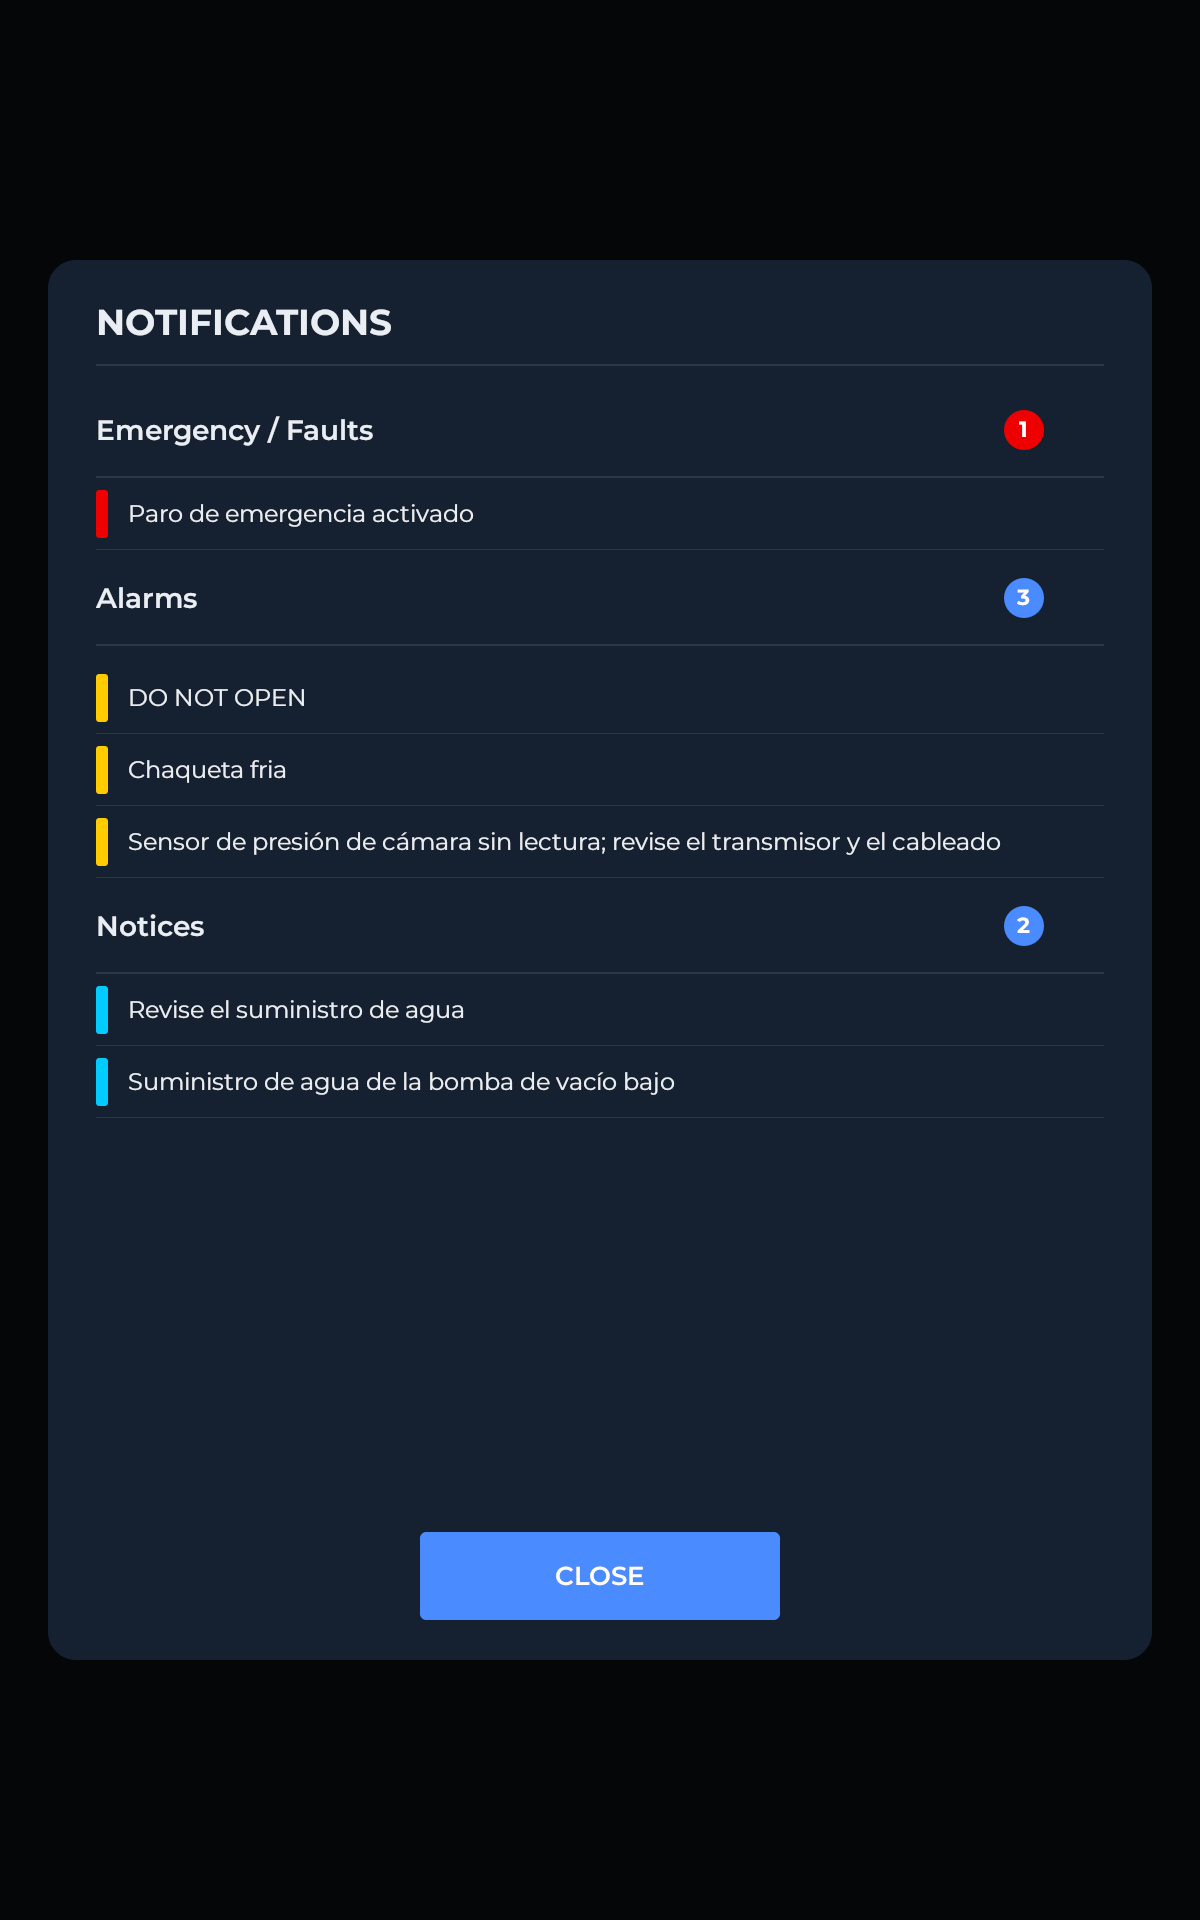 NOTIFICATIONS
Emergency / Faults
1
Paro de emergencia activado
Alarms
3
DO NOT OPEN
Chaqueta fria
Sensor de presión de cámara sin lectura; revise el transmisor y el cableado
Notices
2
Revise el suministro de agua
Suministro de agua de la bomba de vacío bajo
CLOSE